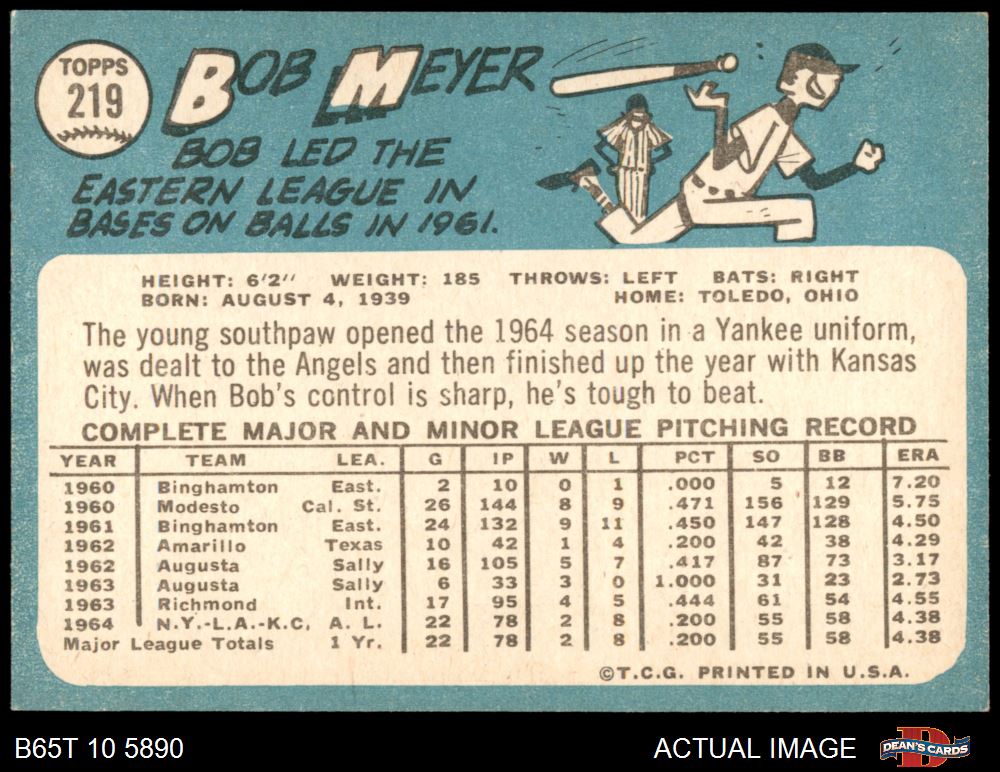 TOPPS
219
BOB MEYER
BOB LED THE
EASTERN LEAGUE IN
BASES ON BALLS IN 1961.
HEIGHT: 6'2" WEIGHT: 185 THROWS: LEFT BATS: RIGHT
BORN: AUGUST 4, 1939 HOME: TOLEDO, OHIO
The young southpaw opened the 1964 season in a Yankee uniform,
was dealt to the Angels and then finished up the year with Kansas
City. When Bob's control is sharp, he's tough to beat.
COMPLETE MAJOR AND MINOR LEAGUE PITCHING RECORD
YEAR TEAM LEA. G IP W L PCT SO BB ERA
1960 Binghamton East. 2 10 0 1 .000 5 12 7.20
1960 Modesto Cal. St. 26 144 8 9 .471 156 129 5.75
1961 Binghamton East. 24 132 9 11 .450 147 128 4.50
1962 Amarillo Texas 10 42 1 4 .200 42 38 4.29
1962 Augusta Sally 16 105 5 7 .417 87 73 3.17
1963 Augusta Sally 6 33 3 0 1.000 31 23 2.73
1963 Richmond Int. 17 95 4 5 .444 61 54 4.55
1964 N.Y.-L.A.-K.C. A. L. 22 78 2 8 .200 55 58 4.38
Major League Totals 1 Yr. 22 78 2 8 .200 55 58 4.38
©T.C.G. PRINTED IN U.S.A.
B65T 10 5890 ACTUAL IMAGE DEAN'S CARDS